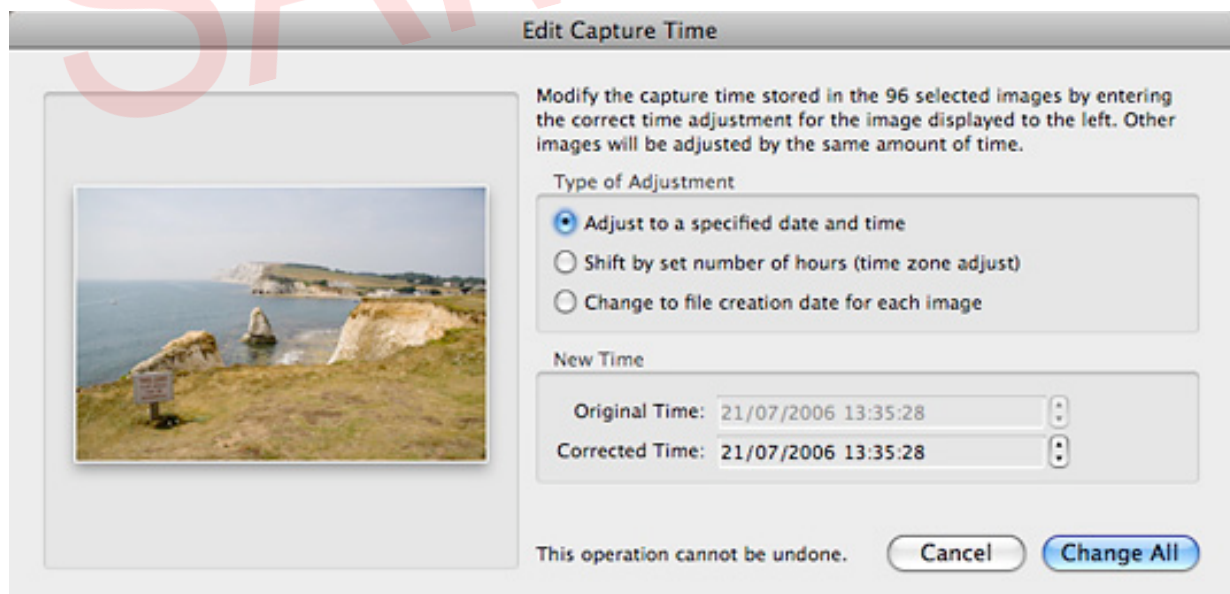 Edit Capture Time
Modify the capture time stored in the 96 selected images by entering
the correct time adjustment for the image displayed to the left. Other
images will be adjusted by the same amount of time.
Type of Adjustment
Adjust to a specified date and time
Shift by set number of hours (time zone adjust)
Change to file creation date for each image
New Time
Original Time: 21/07/2006 13:35:28
Corrected Time: 21/07/2006 13:35:28
This operation cannot be undone.
Cancel
Change All